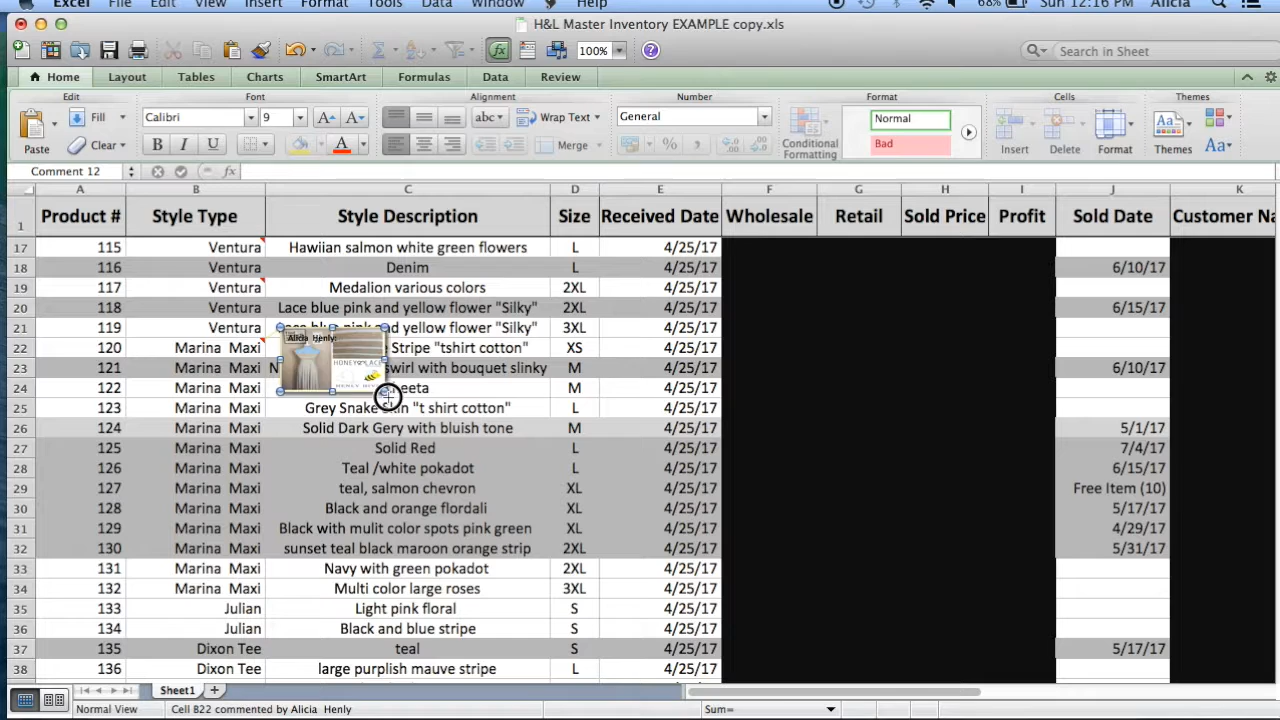 Excel File Edit View Insert Format Tools Data Window Help 68% Sun 12:16 PM Alicia
H&L Master Inventory EXAMPLE copy.xls
100% Search in Sheet
Home Layout Tables Charts SmartArt Formulas Data Review
Edit Font Alignment Number Format Cells Themes
Fill Calibri 9 abc Wrap Text General Normal
Paste Clear B I U Merge Conditional Formatting Bad Insert Delete Format Themes Aa
Comment 12 fx
A B C D E F G H I J K
1 Product # Style Type Style Description Size Received Date Wholesale Retail Sold Price Profit Sold Date Customer Na
17 115 Ventura Hawiian salmon white green flowers L 4/25/17
18 116 Ventura Denim L 4/25/17 6/10/17
19 117 Ventura Medalion various colors 2XL 4/25/17
20 118 Ventura Lace blue pink and yellow flower "Silky" 2XL 4/25/17 6/15/17
21 119 Ventura Lace blue pink and yellow flower "Silky" 3XL 4/25/17
Alicia Henly:
22 120 Marina Maxi Stripe "tshirt cotton" XS 4/25/17
HONEY LACE
23 121 Marina Maxi N swirl with bouquet slinky M 4/25/17 6/10/17
24 122 Marina Maxi eeta M 4/25/17
25 123 Marina Maxi Grey Snake skin "t shirt cotton" L 4/25/17
26 124 Marina Maxi Solid Dark Gery with bluish tone M 4/25/17 5/1/17
27 125 Marina Maxi Solid Red L 4/25/17 7/4/17
28 126 Marina Maxi Teal /white pokadot L 4/25/17 6/15/17
29 127 Marina Maxi teal, salmon chevron XL 4/25/17 Free Item (10)
30 128 Marina Maxi Black and orange flordali XL 4/25/17 5/17/17
31 129 Marina Maxi Black with mulit color spots pink green XL 4/25/17 4/29/17
32 130 Marina Maxi sunset teal black maroon orange strip 2XL 4/25/17 5/31/17
33 131 Marina Maxi Navy with green pokadot 2XL 4/25/17
34 132 Marina Maxi Multi color large roses 3XL 4/25/17
35 133 Julian Light pink floral S 4/25/17
36 134 Julian Black and blue stripe S 4/25/17
37 135 Dixon Tee teal S 4/25/17 5/17/17
38 136 Dixon Tee large purplish mauve stripe L 4/25/17
Sheet1
Normal View Cell B22 commented by Alicia Henly Sum=